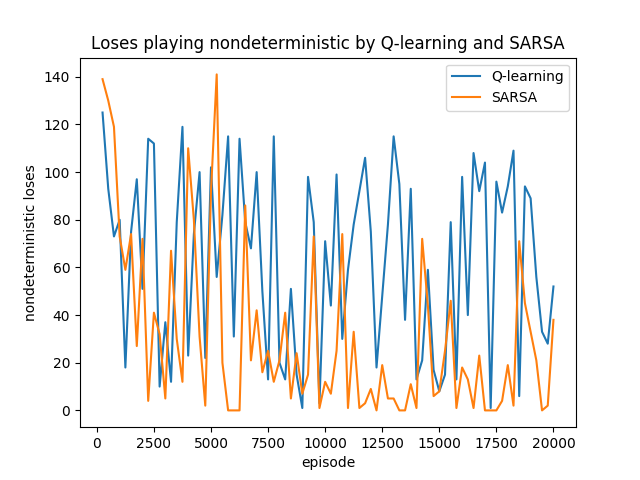 Loses playing nondeterministic by Q-learning and SARSA
Q-learning
SARSA
nondeterministic loses
140
120
100
80
60
40
20
0
0 2500 5000 7500 10000 12500 15000 17500 20000
episode